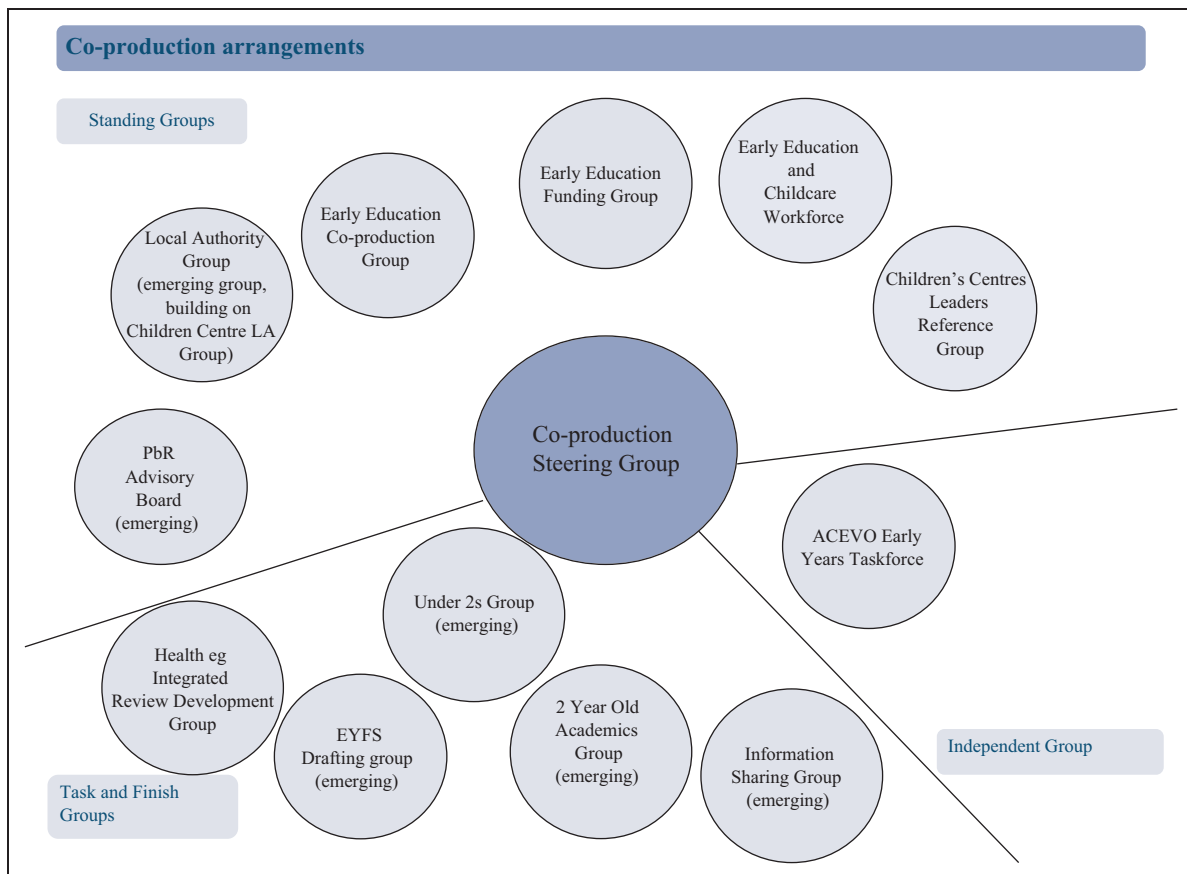 Co-production arrangements
Standing Groups
Local Authority
Group
(emerging group,
building on
Children Centre LA
Group)
Early Education
Co-production
Group
Early Education
Funding Group
Early Education
and
Childcare
Workforce
Children’s Centres
Leaders
Reference
Group
PbR
Advisory
Board
(emerging)
Co-production
Steering Group
ACEVO Early
Years Taskforce
Under 2s Group
(emerging)
Health eg
Integrated
Review Development
Group
EYFS
Drafting group
(emerging)
2 Year Old
Academics
Group
(emerging)
Information
Sharing Group
(emerging)
Independent Group
Task and Finish
Groups